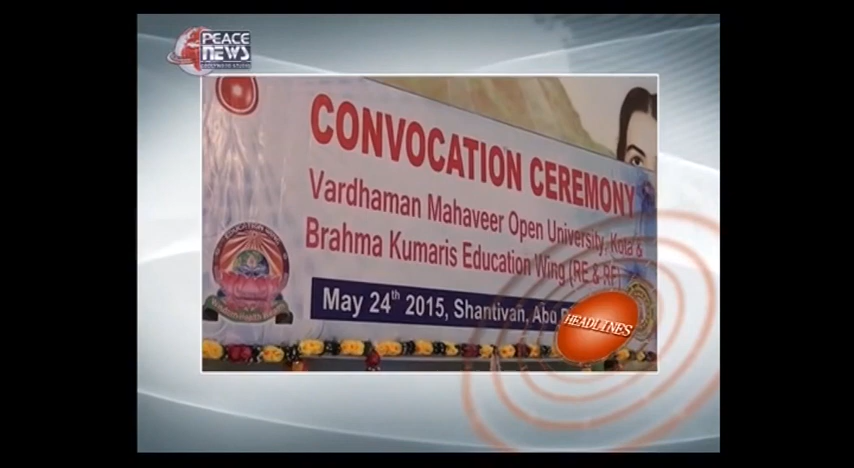 PEACE
NEWS
CONVOCATION CEREMONY
Vardhaman Mahaveer Open University, Kota &
Brahma Kumaris Education Wing (RE & RF)
May 24th 2015, Shantivan, Abu
HEADLINES